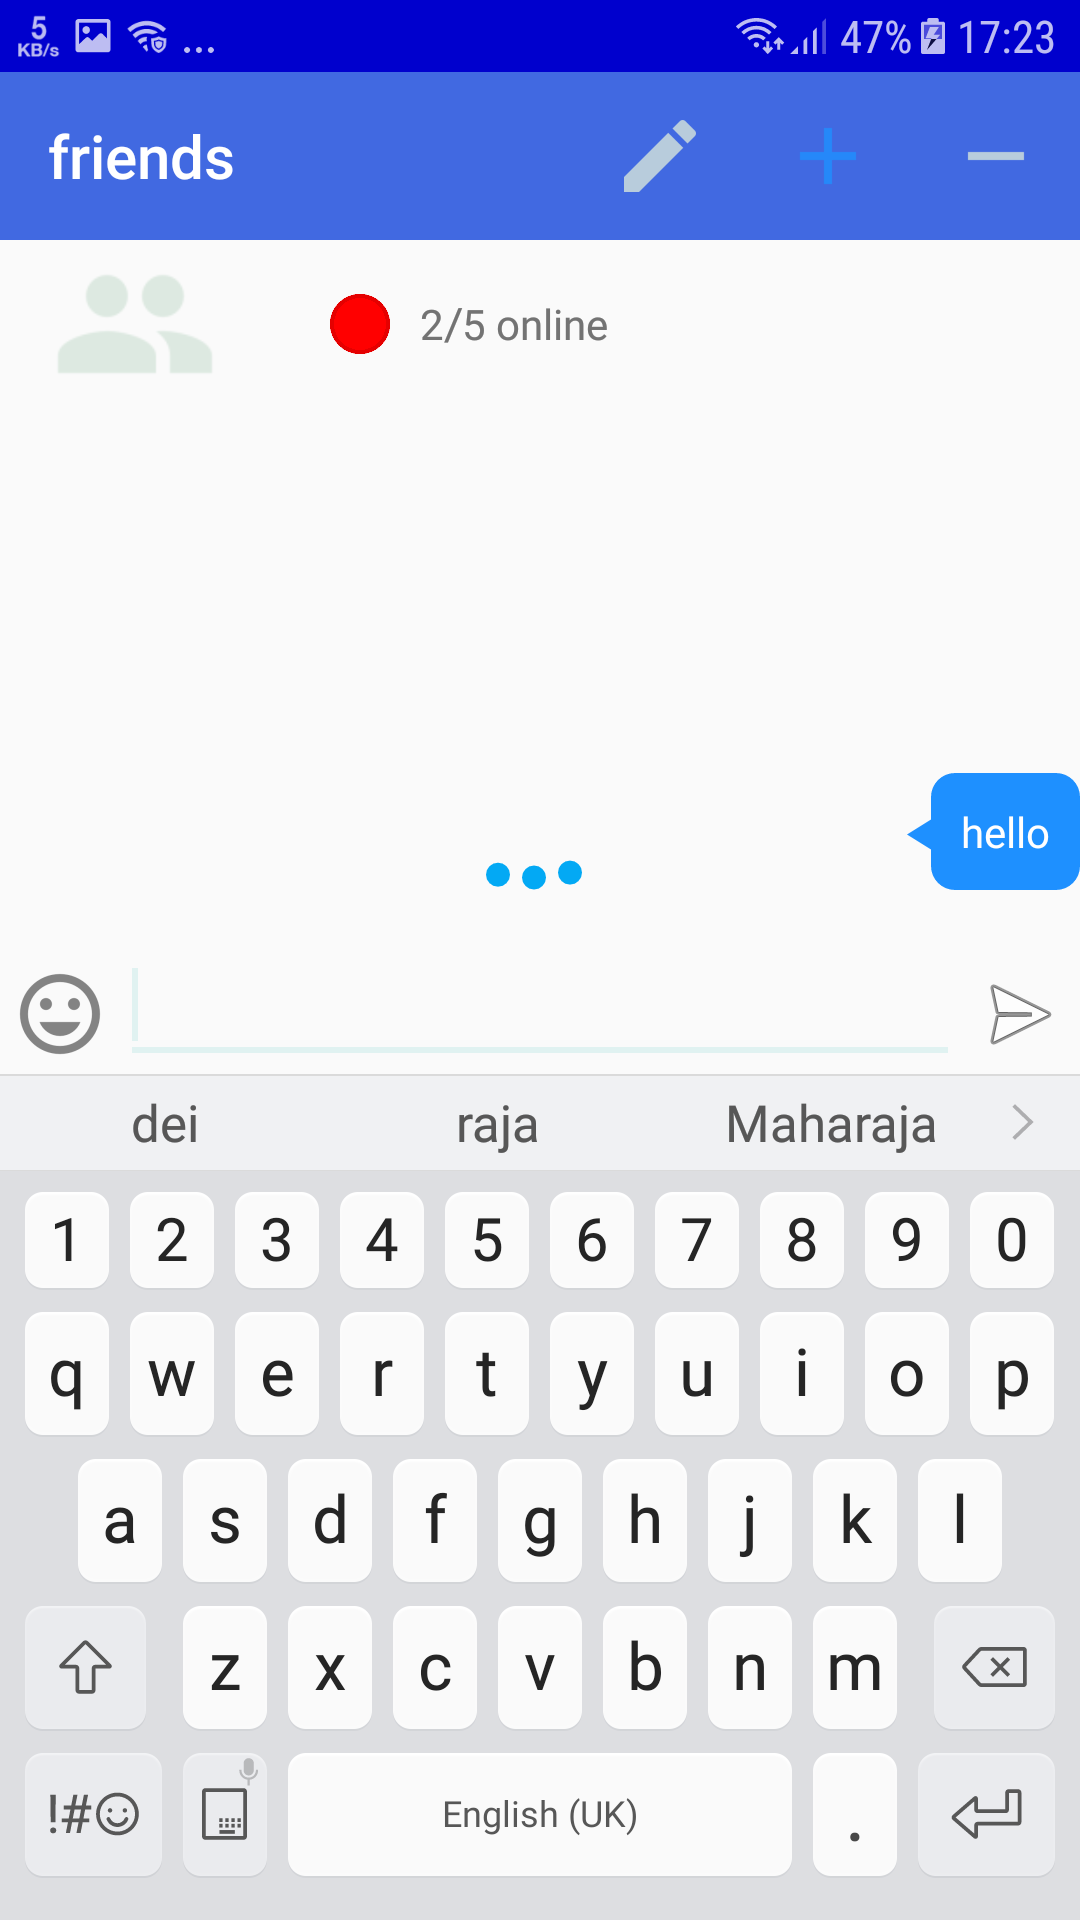 5
KB/s
... 47% 17:23
friends
2/5 online
hello
dei raja Maharaja
1 2 3 4 5 6 7 8 9 0
q w e r t y u i o p
a s d f g h j k l
z x c v b n m
!#☺ English (UK) .